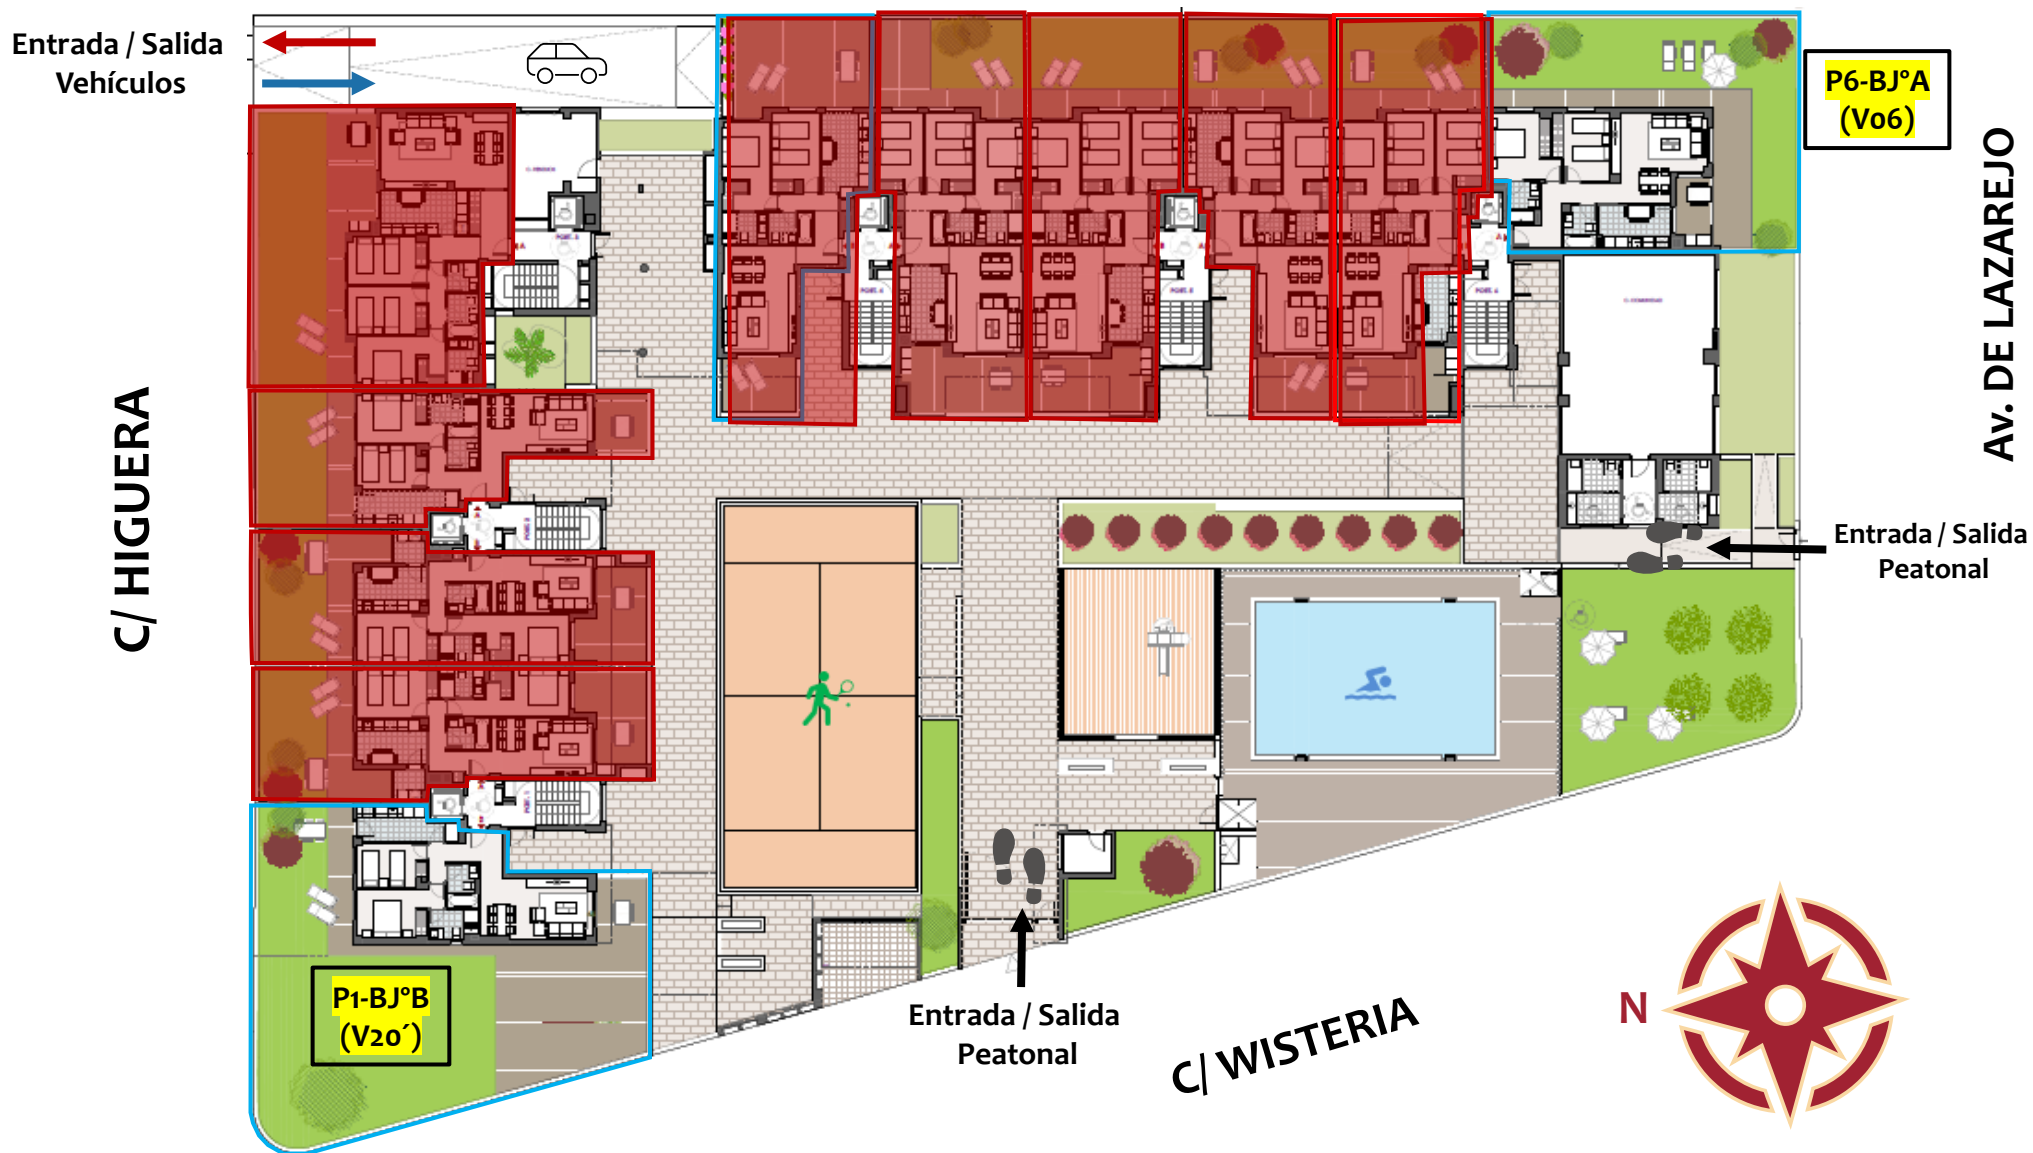 Entrada / Salida
Vehículos
P6-BJºA
(V06)
Av. DE LAZAREJO
C/ HIGUERA
Entrada / Salida
Peatonal
P1-BJºB
(V20´)
Entrada / Salida
Peatonal
C/ WISTERIA
N